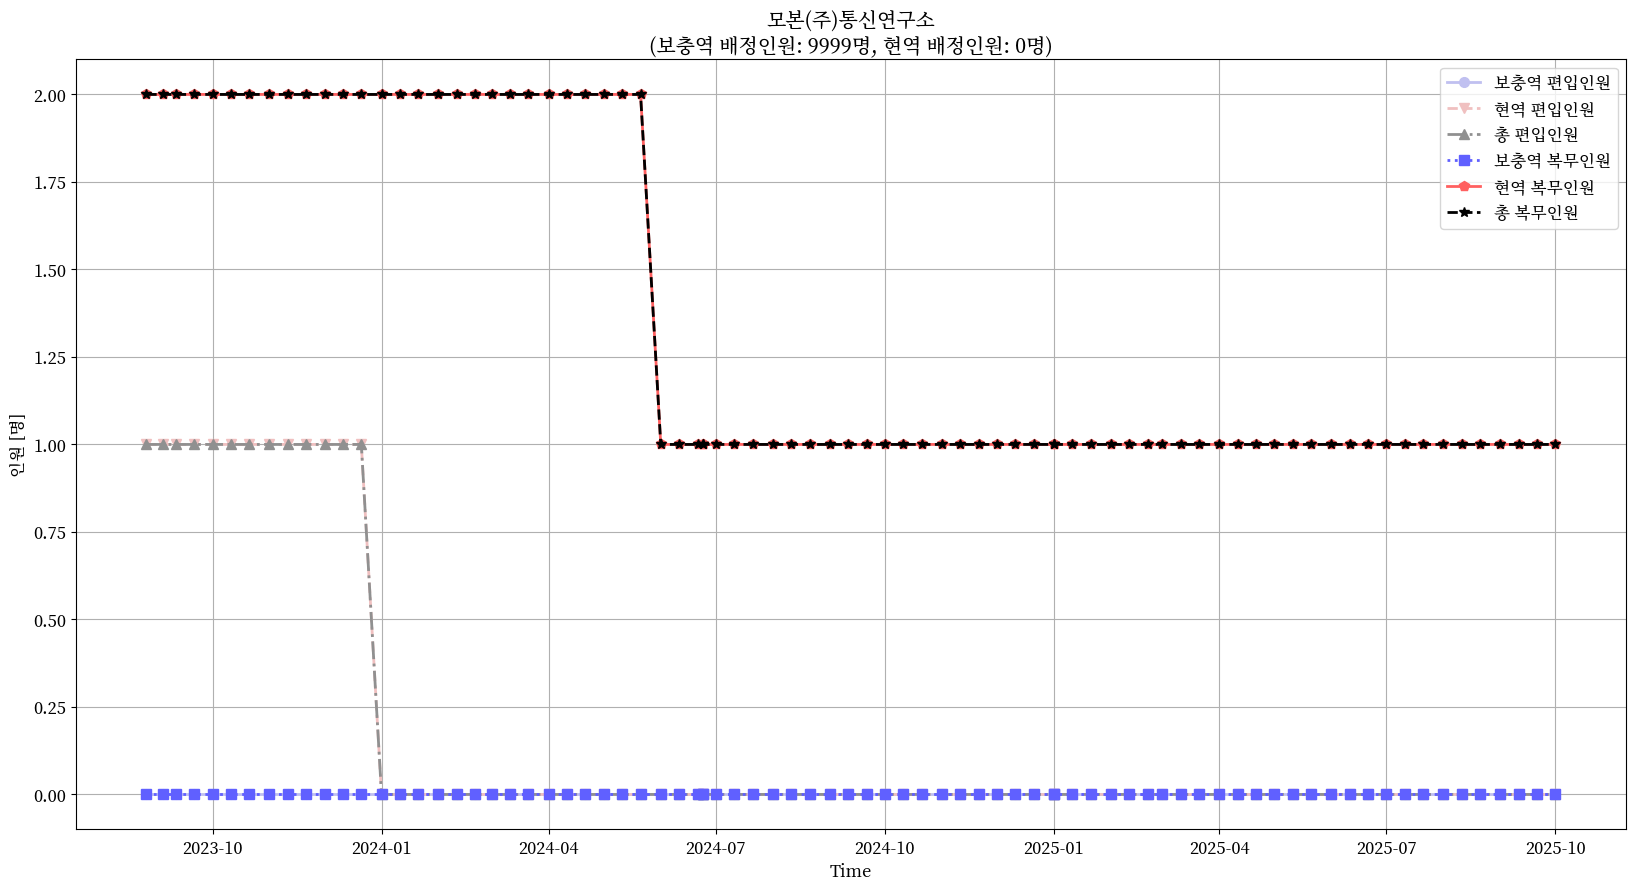 모본(주)통신연구소
(보충역 배정인원: 9999명, 현역 배정인원: 0명)
보충역 편입인원
현역 편입인원
총 편입인원
보충역 복무인원
현역 복무인원
총 복무인원
인원 [명]
2.00
1.75
1.50
1.25
1.00
0.75
0.50
0.25
0.00
2023-10
2024-01
2024-04
2024-07
2024-10
2025-01
2025-04
2025-07
2025-10
Time